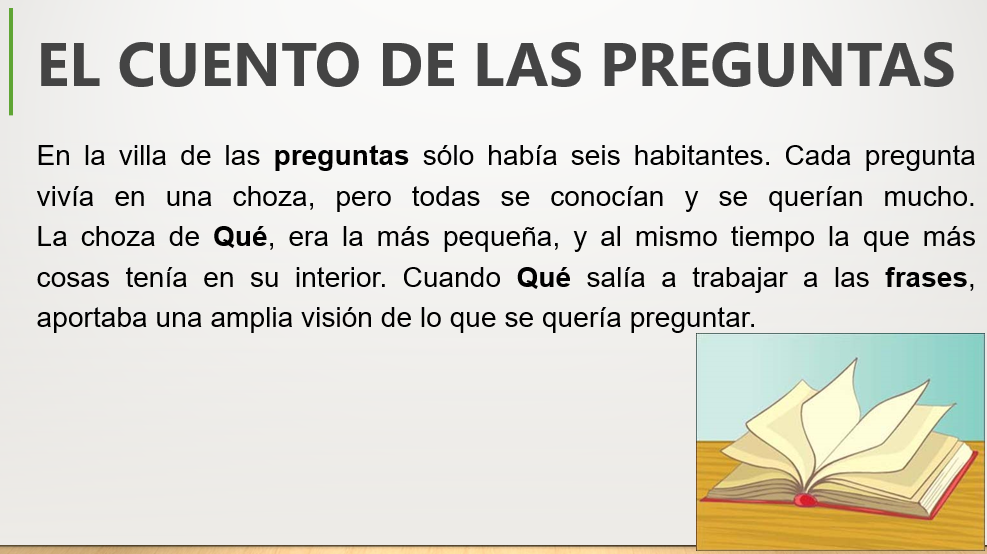 EL CUENTO DE LAS PREGUNTAS
En la villa de las preguntas sólo había seis habitantes. Cada pregunta
vivía en una choza, pero todas se conocían y se querían mucho.
La choza de Qué, era la más pequeña, y al mismo tiempo la que más
cosas tenía en su interior. Cuando Qué salía a trabajar a las frases,
aportaba una amplia visión de lo que se quería preguntar.